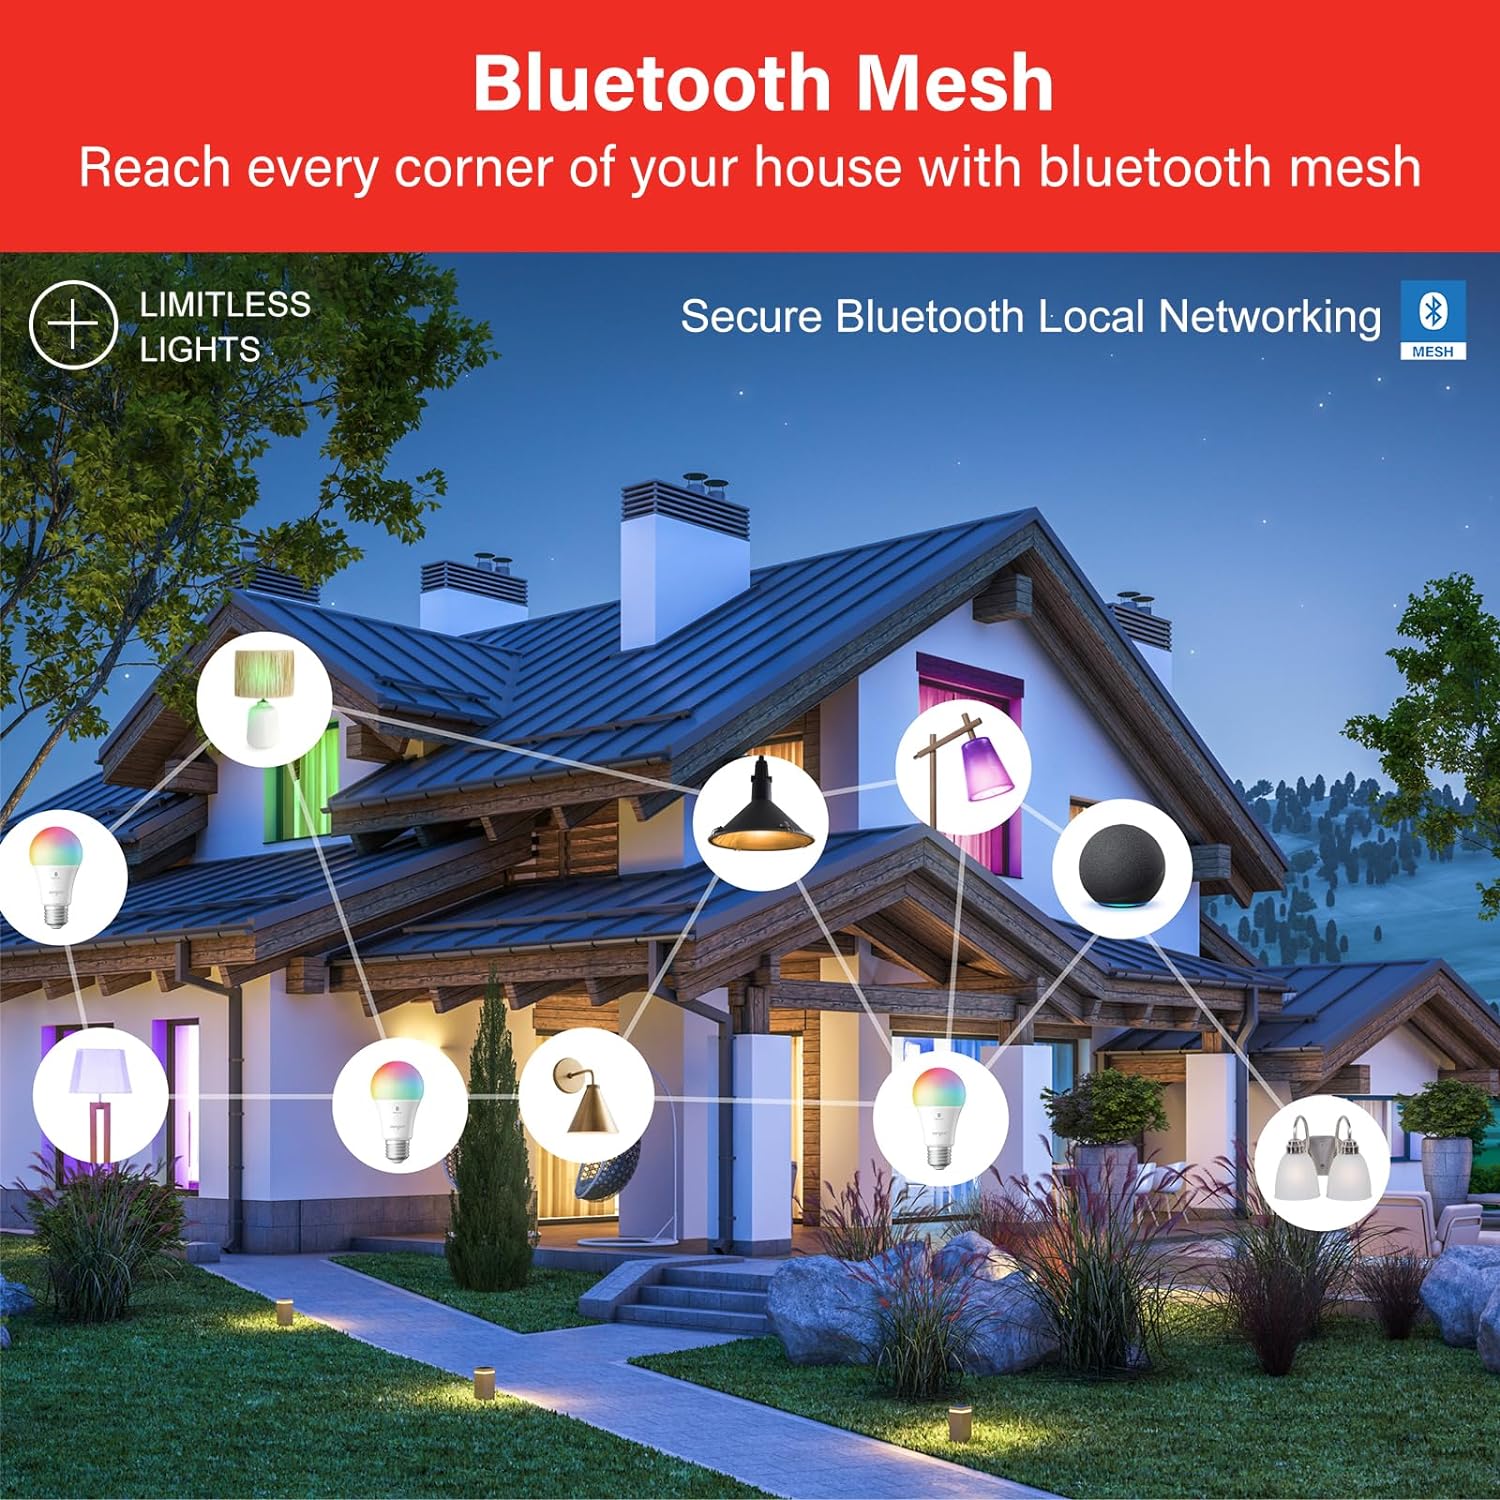 Bluetooth Mesh
Reach every corner of your house with bluetooth mesh
LIMITLESS
LIGHTS
Secure Bluetooth Local Networking
MESH